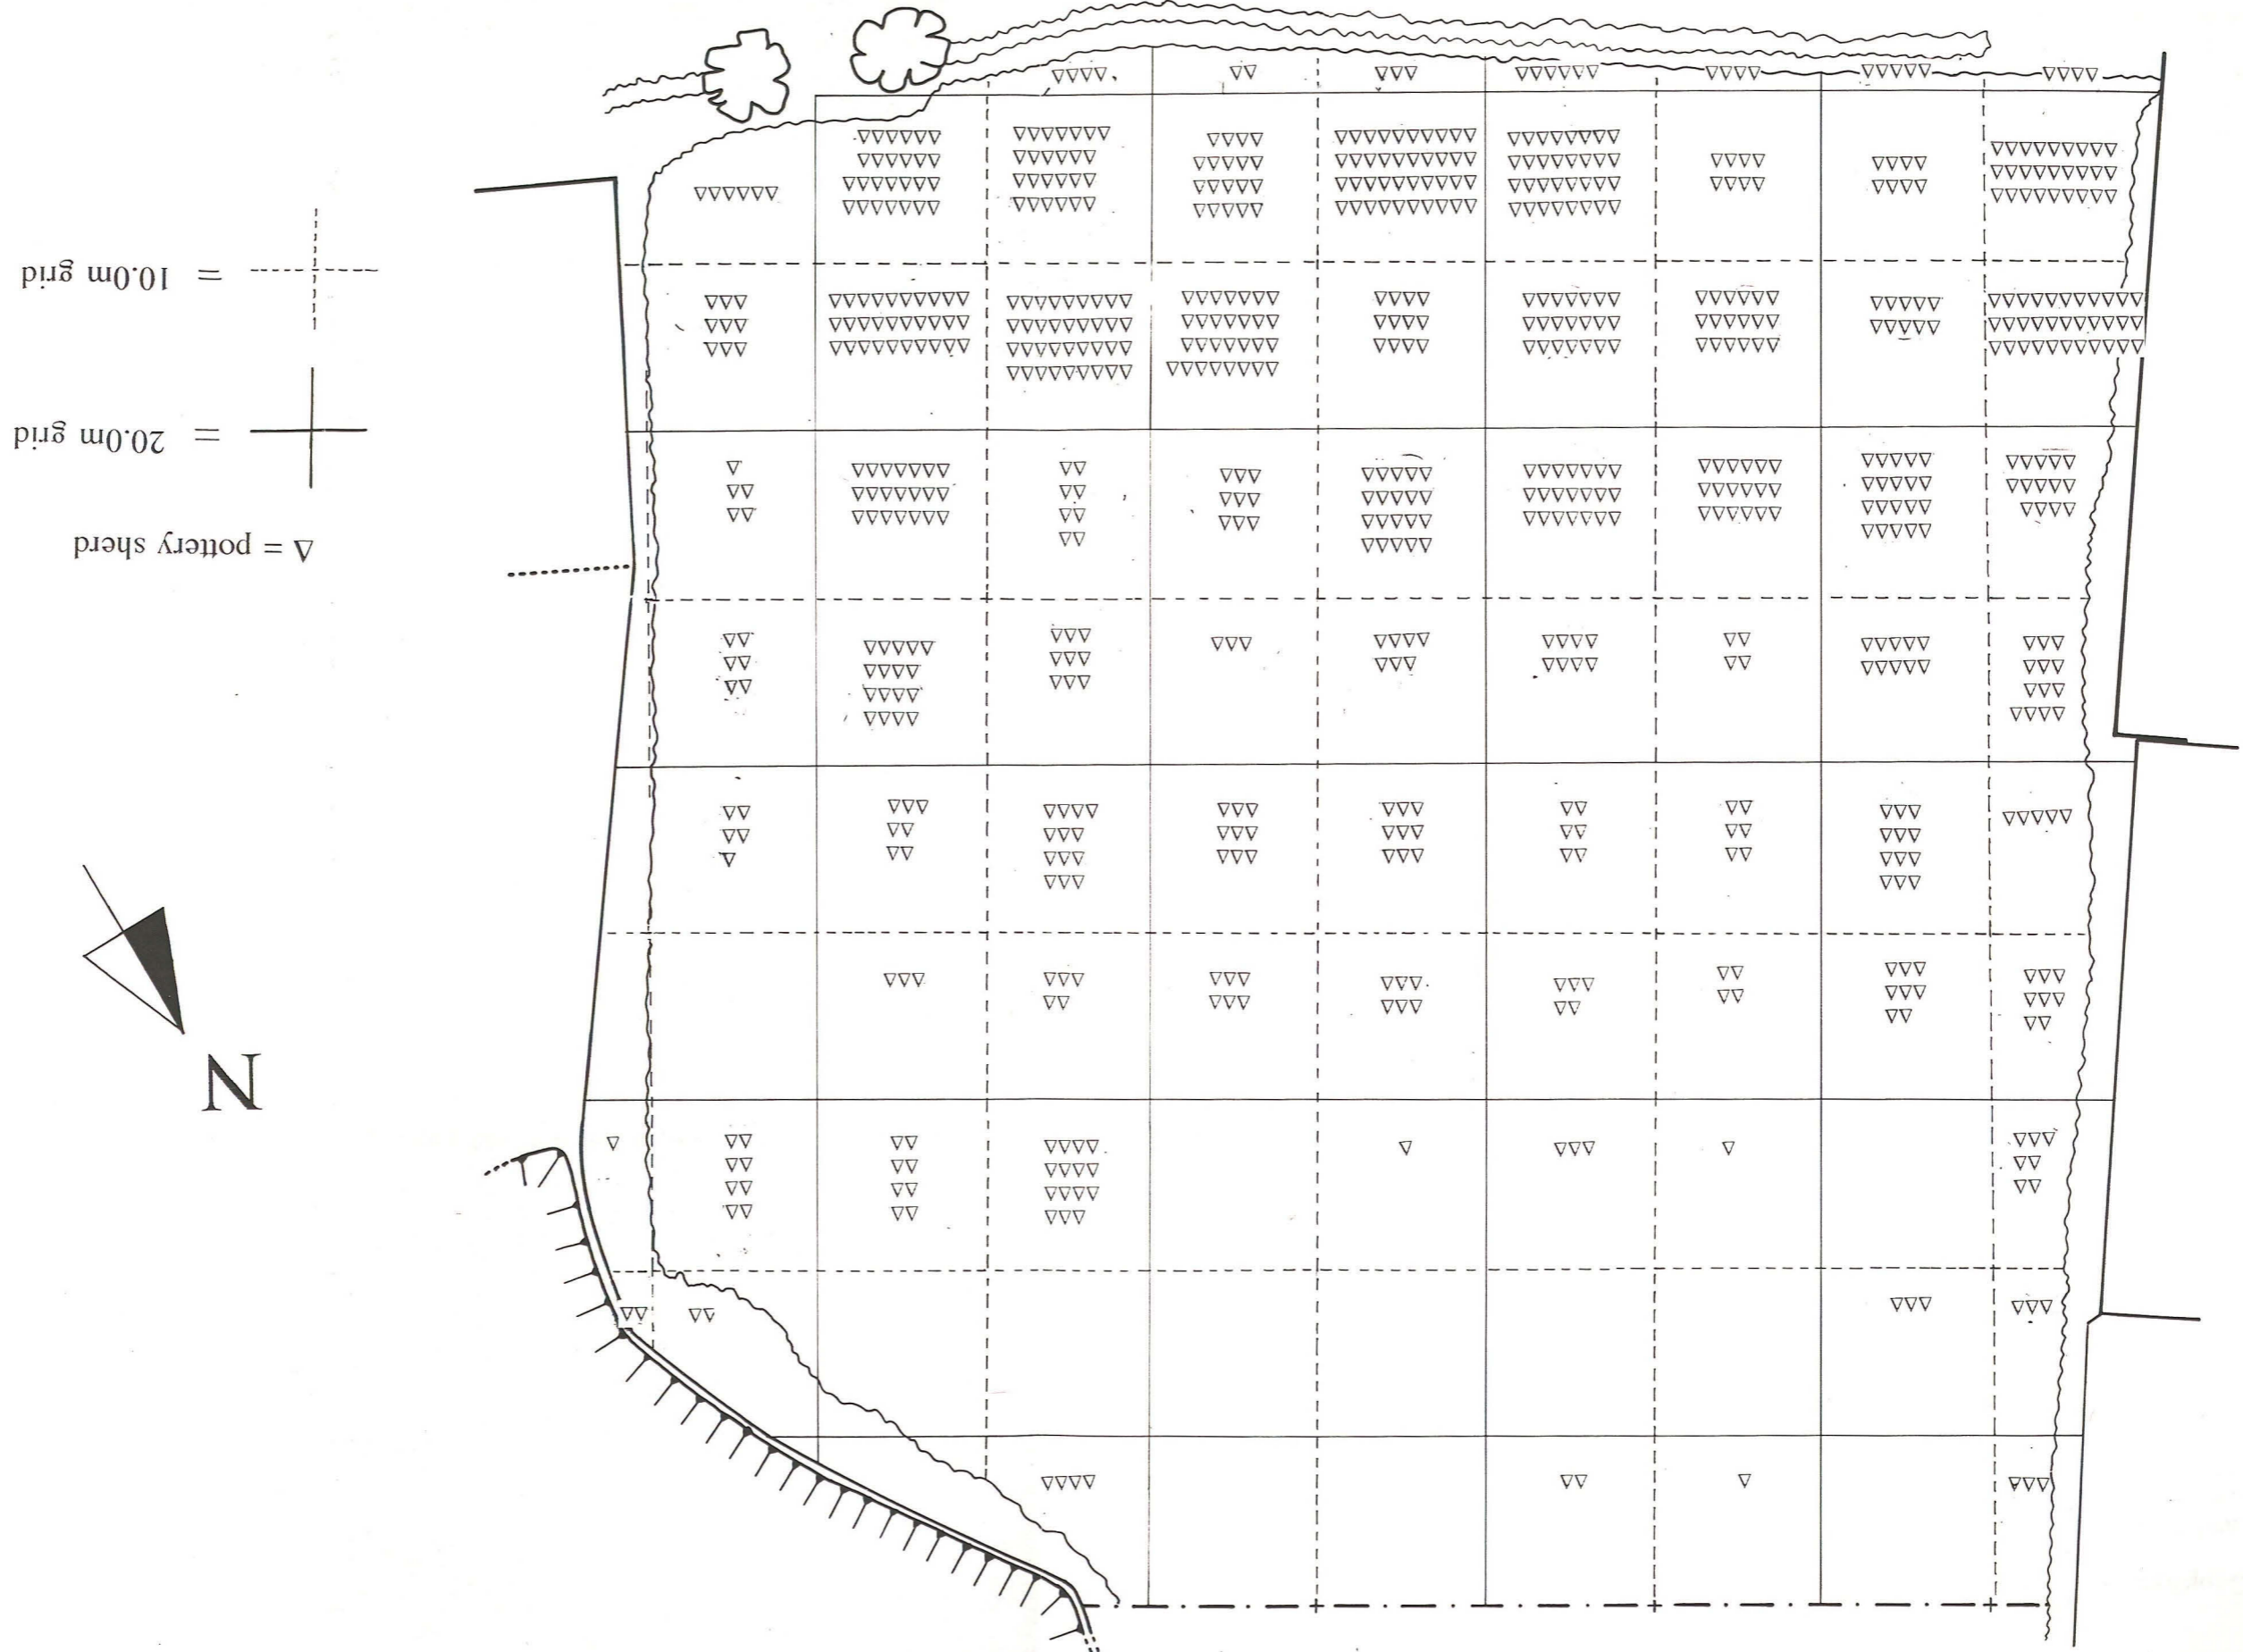 N
Δ = pottery sherd
= 20.0m grid
= 10.0m grid